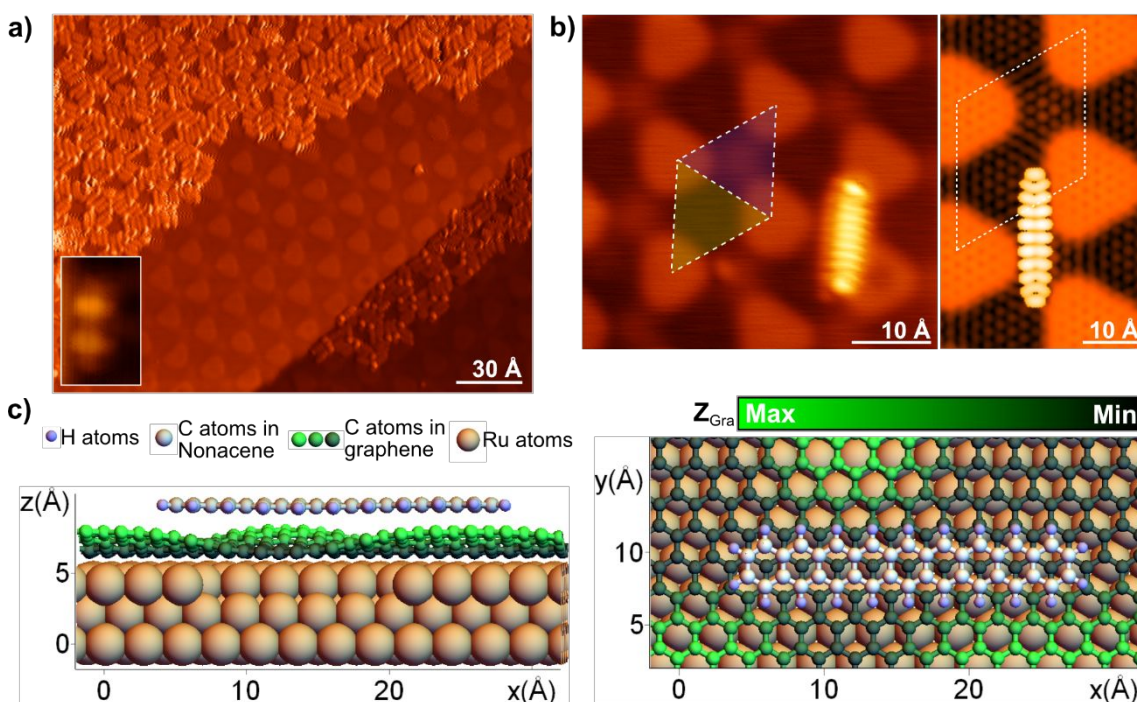 a)
30 Å
b)
10 Å
10 Å
c)
H atoms
C atoms in
Nonacene
C atoms in
graphene
Ru atoms
z(Å)
5
0
0
10
20
x(Å)
ZGra
Max
Min
y(Å)
10
5
0
10
20
x(Å)